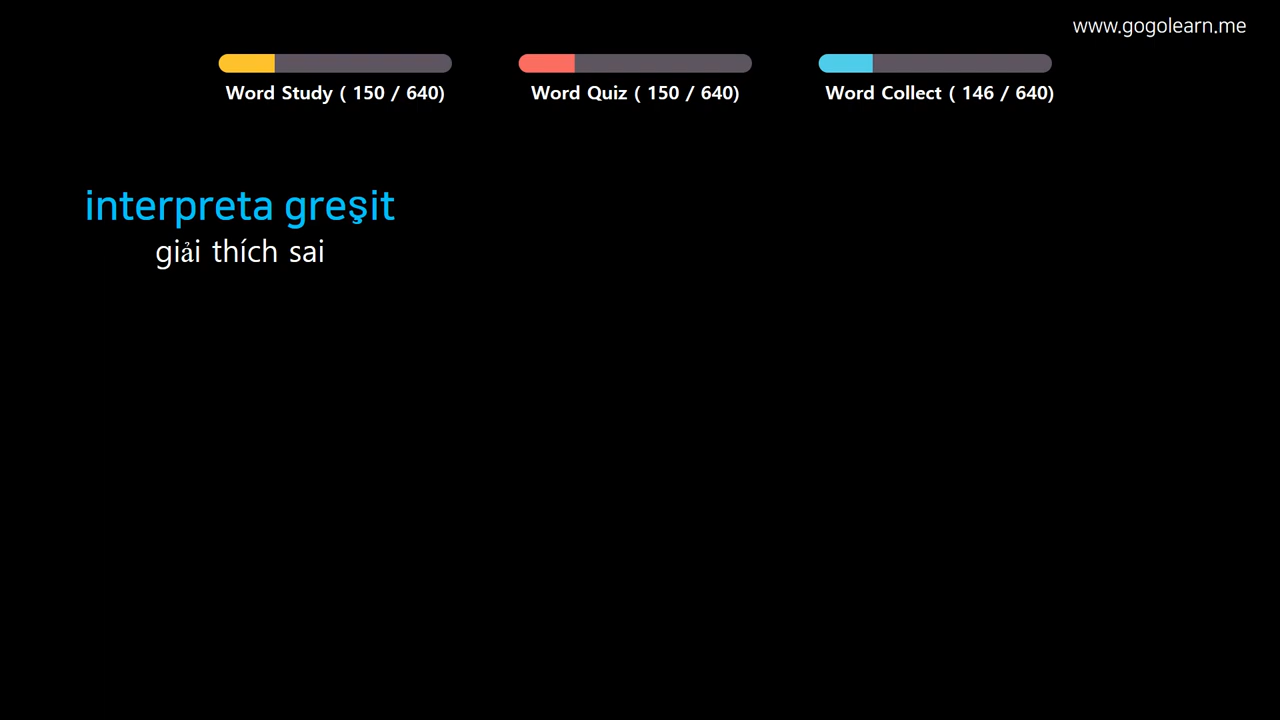 www.gogolearn.me
Word Study ( 150 / 640)
Word Quiz ( 150 / 640)
Word Collect ( 146 / 640)
interpreta greşit
giải thích sai